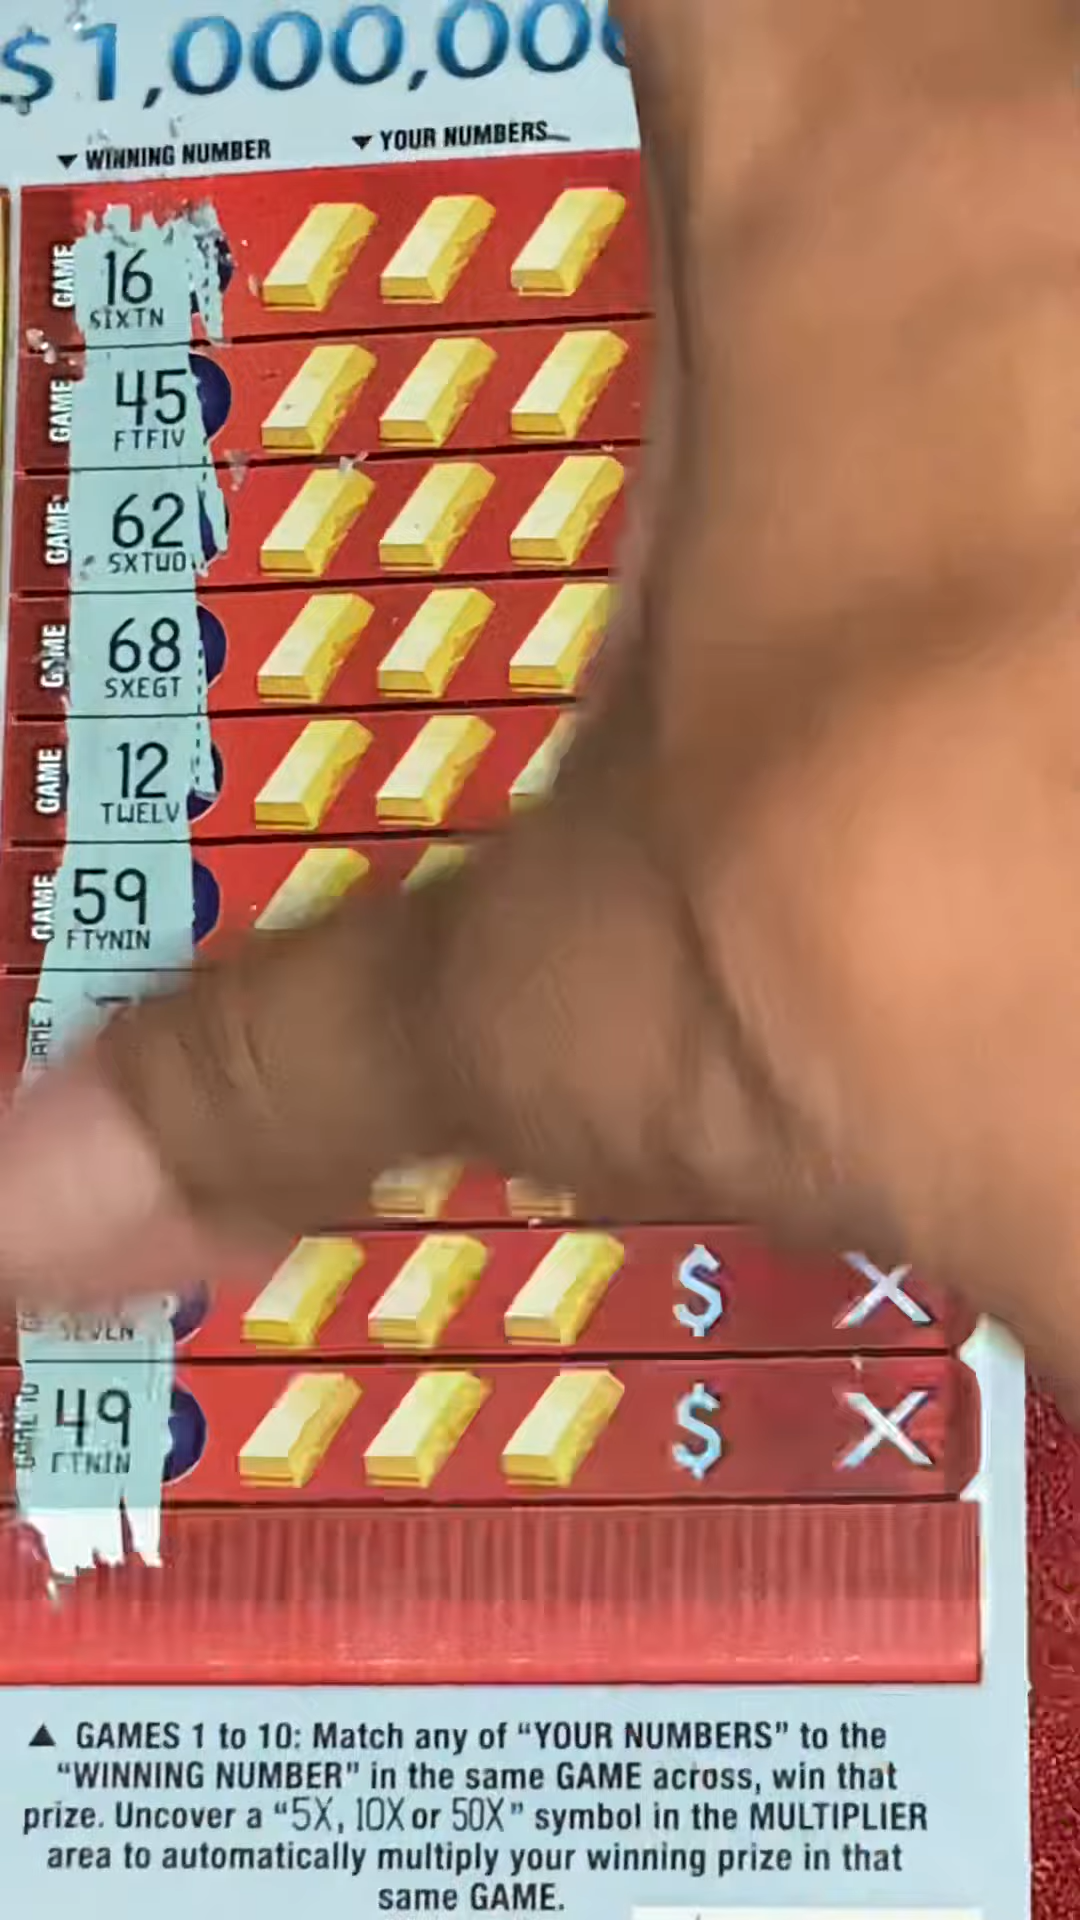 $1,000,00
▼ WINNING NUMBER ▼ YOUR NUMBERS
GAME 16
SIXTN
GAME 45
FTFIV
GAME 62
SXTWO
GAME 68
SXEGT
GAME 12
TWELV
GAME 59
FTYNIN
SEVEN
$ X
49
$ X
▲ GAMES 1 to 10: Match any of “YOUR NUMBERS” to the
“WINNING NUMBER” in the same GAME across, win that
prize. Uncover a “5X, 10X or 50X” symbol in the MULTIPLIER
area to automatically multiply your winning prize in that
same GAME.